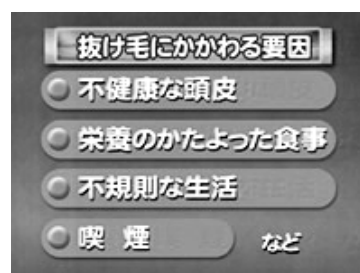 抜け毛にかかわる要因
不健康な頭皮
栄養のかたよった食事
不規則な生活
喫煙 など